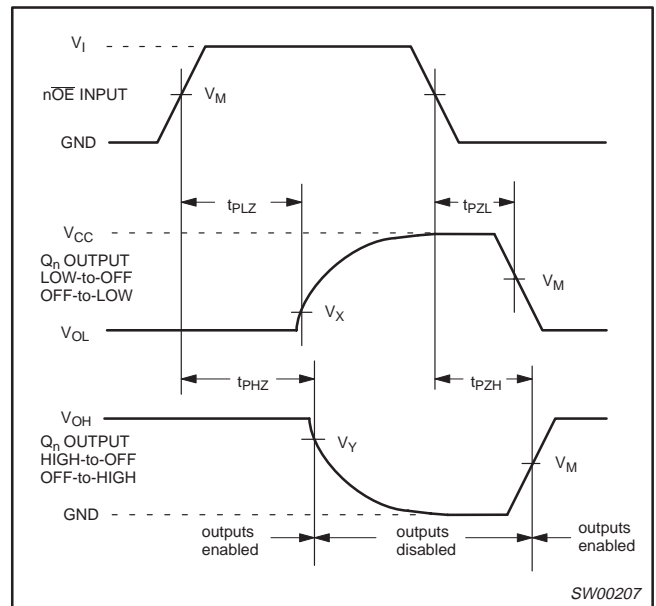 V_I
nOE INPUT
V_M
GND
t_PLZ
t_PZL
V_CC
Q_n OUTPUT
LOW-to-OFF
OFF-to-LOW
V_M
V_X
V_OL
t_PHZ
t_PZH
V_OH
Q_n OUTPUT
HIGH-to-OFF
OFF-to-HIGH
V_Y
V_M
GND
outputs
enabled
outputs
disabled
outputs
enabled
SW00207